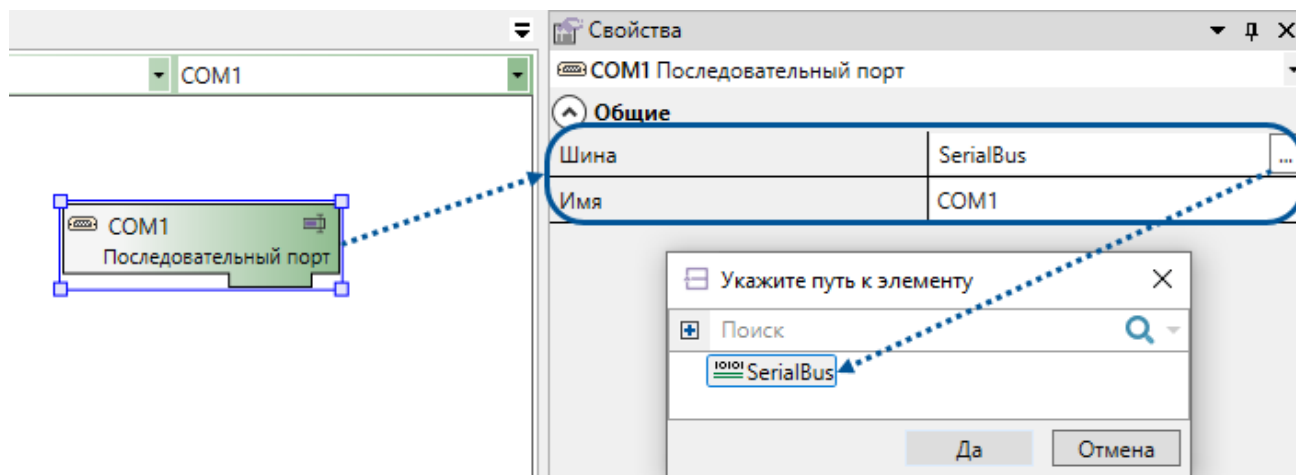 Свойства
COM1
COM1 Последовательный порт
Общие
Шина
SerialBus
...
Имя
COM1
COM1
Последовательный порт
Укажите путь к элементу
Поиск
10101 SerialBus
Да
Отмена